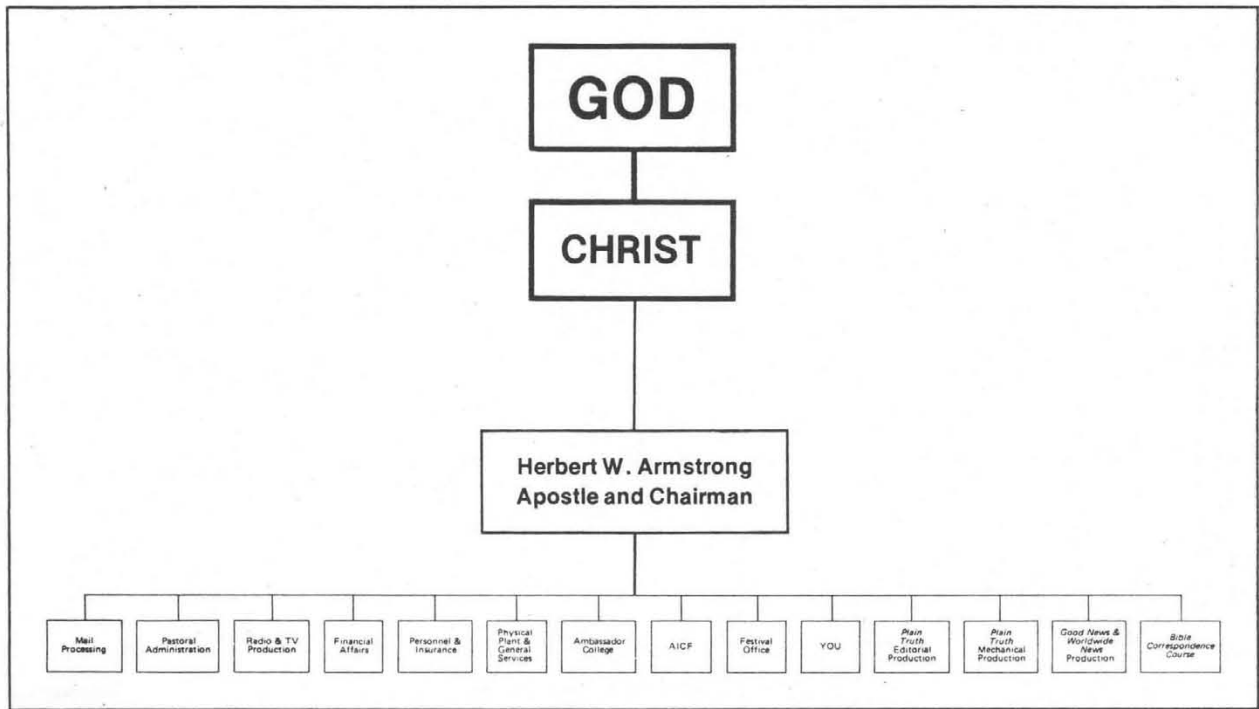 GOD
CHRIST
Herbert W. Armstrong
Apostle and Chairman
Mail
Processing
Pastoral
Administration
Radio & TV
Production
Financial
Affairs
Personnel &
Insurance
Physical
Plant &
General
Services
Ambassador
College
AICF
Festival
Office
YOU
Plain
Truth
Editorial
Production
Plain
Truth
Mechanical
Production
Good News &
Worldwide
News
Production
Bible
Correspondence
Course